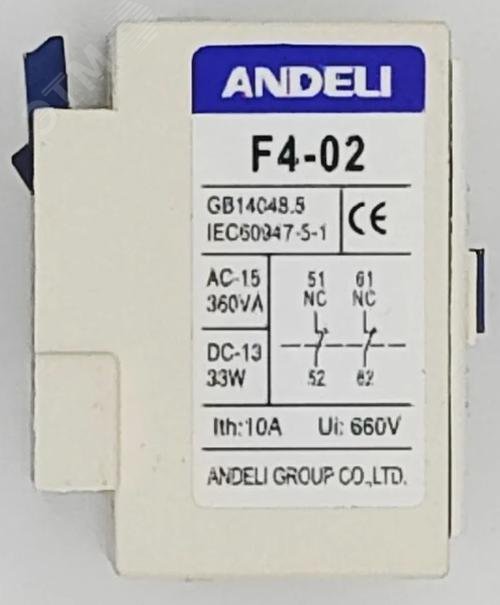 ANDELI
F4-02
GB14048.5
IEC60947-5-1
CE
AC-15
360VA
51 61
NC NC
DC-13
33W
52 62
Ith:10A Ui: 660V
ANDELI GROUP CO.,LTD.